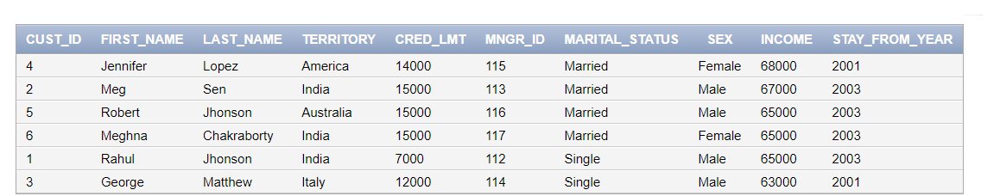 CUST_ID FIRST_NAME LAST_NAME TERRITORY CRED_LMT MNGR_ID MARITAL_STATUS SEX INCOME STAY_FROM_YEAR
4 Jennifer Lopez America 14000 115 Married Female 68000 2001
2 Meg Sen India 15000 113 Married Male 67000 2003
5 Robert Jhonson Australia 15000 116 Married Male 65000 2003
6 Meghna Chakraborty India 15000 117 Married Female 65000 2003
1 Rahul Jhonson India 7000 112 Single Male 65000 2003
3 George Matthew Italy 12000 114 Single Male 63000 2001